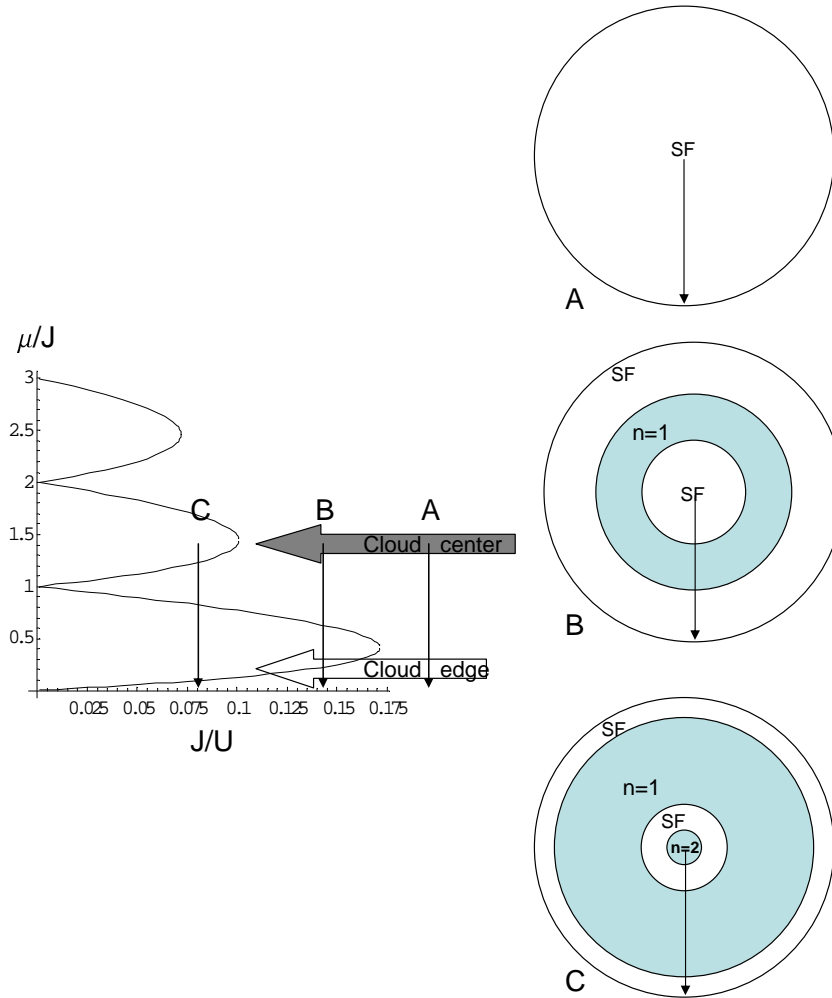 SF
A
μ/J
3
2.5
2
1.5
1
0.5
0.025 0.05 0.075 0.1 0.125 0.15 0.175
J/U
C B A
Cloud center
Cloud edge
SF
n=1
SF
B
SF
n=1
SF
n=2
C